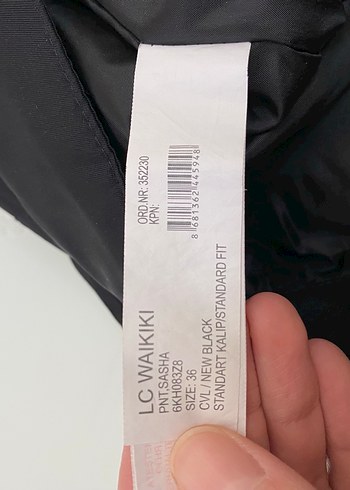 ORD.NR: 352230
KPN:
8 681362 445948
LC WAIKIKI
PNT.SASHA
6KH083Z8
SIZE: 36
CVL / NEW BLACK
STANDART KALIP/STANDARD FIT